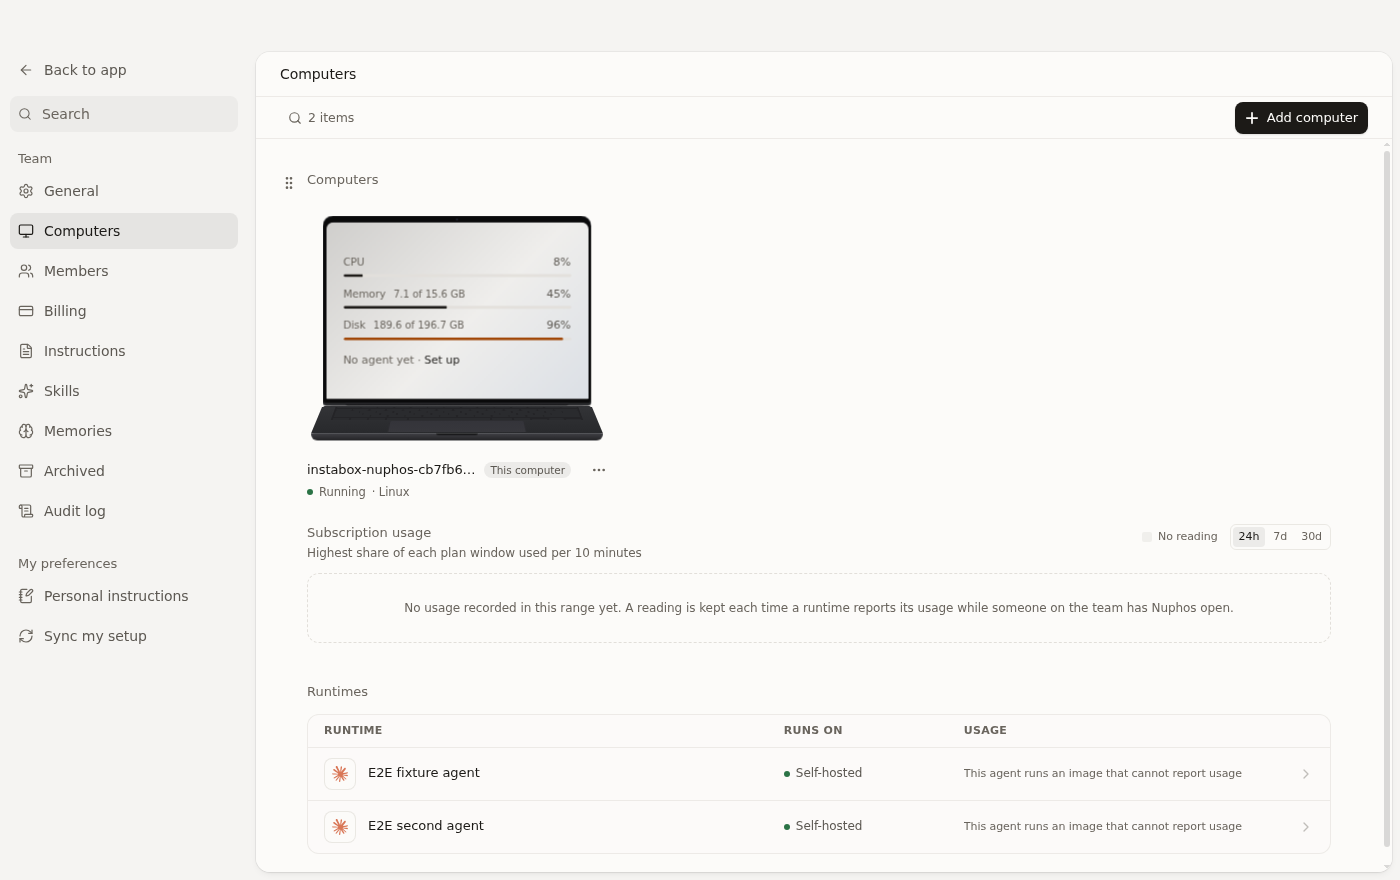 Back to app
Search
Team
General
Computers
Members
Billing
Instructions
Skills
Memories
Archived
Audit log
My preferences
Personal instructions
Sync my setup
Computers
2 items
Add computer
Computers
CPU 8%
Memory 7.1 of 15.6 GB 45%
Disk 189.6 of 196.7 GB 96%
No agent yet · Set up
instabox-nuphos-cb7fb6... This computer
Running · Linux
Subscription usage
Highest share of each plan window used per 10 minutes
No reading 24h 7d 30d
No usage recorded in this range yet. A reading is kept each time a runtime reports its usage while someone on the team has Nuphos open.
Runtimes
RUNTIME RUNS ON USAGE
E2E fixture agent Self-hosted This agent runs an image that cannot report usage
E2E second agent Self-hosted This agent runs an image that cannot report usage